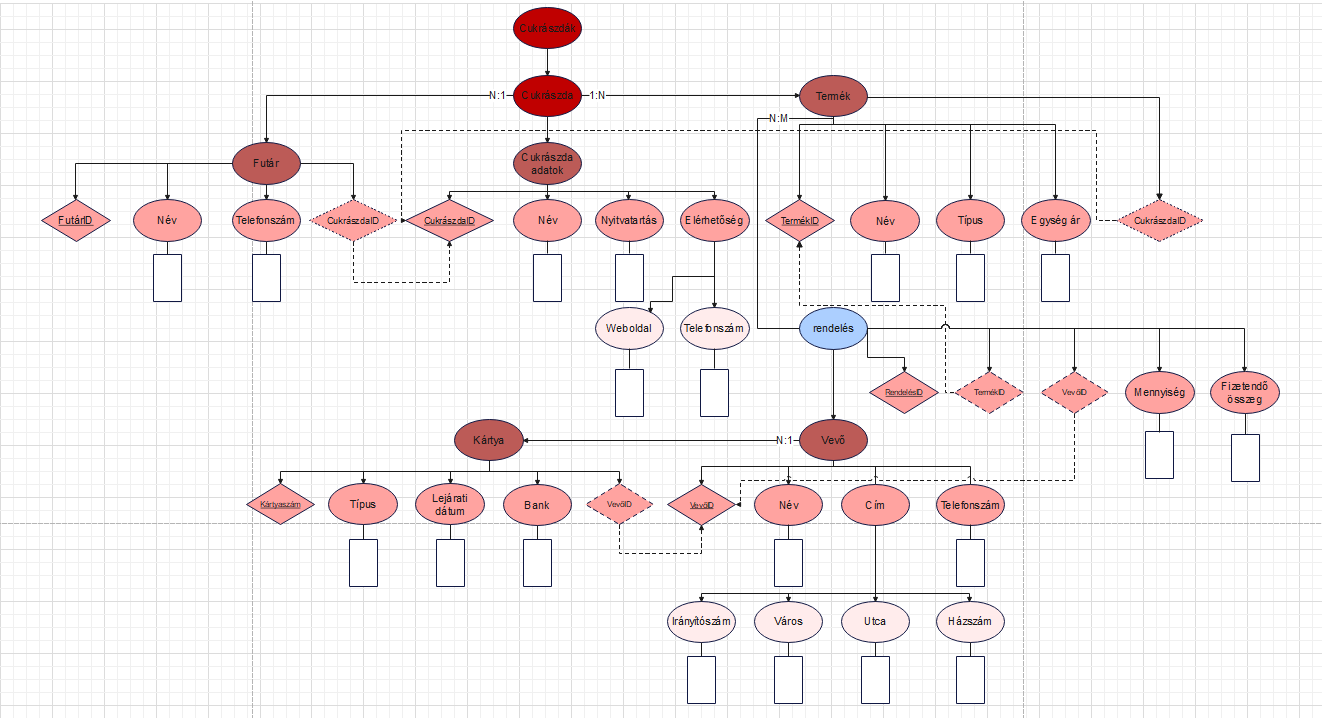 Cukrászdák
N:1
Cukrászda
1:N
Termék
N:M
Futár
Cukrászda
adatok
FutárID
Név
Telefonszám
CukrászdaID
CukrászdaID
Név
Nyitvatartás
Elérhetőség
TermékID
Név
Típus
Egység ár
CukrászdaID
Weboldal
Telefonszám
rendelés
RendelésID
TermékID
VevőID
Mennyiség
Fizetendő
összeg
Kártya
N:1
Vevő
Kártyaszám
Típus
Lejárati
dátum
Bank
VevőID
VevőID
Név
Cím
Telefonszám
Irányítószám
Város
Utca
Házszám